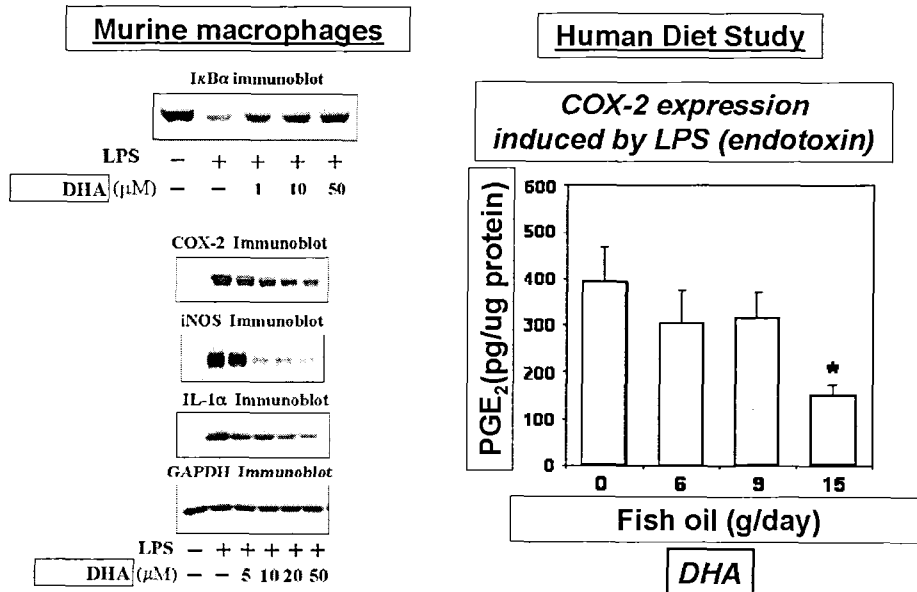 Murine macrophages
IκBα immunoblot
LPS − + + + +
DHA (μM) − − 1 10 50
COX-2 Immunoblot
iNOS Immunoblot
IL-1α Immunoblot
GAPDH Immunoblot
LPS − + + + + +
DHA (μM) − − 5 10 20 50
Human Diet Study
COX-2 expression
induced by LPS (endotoxin)
PGE₂(pg/ug protein)
600
500
400
300
200
100
0
*
0 6 9 15
Fish oil (g/day)
DHA